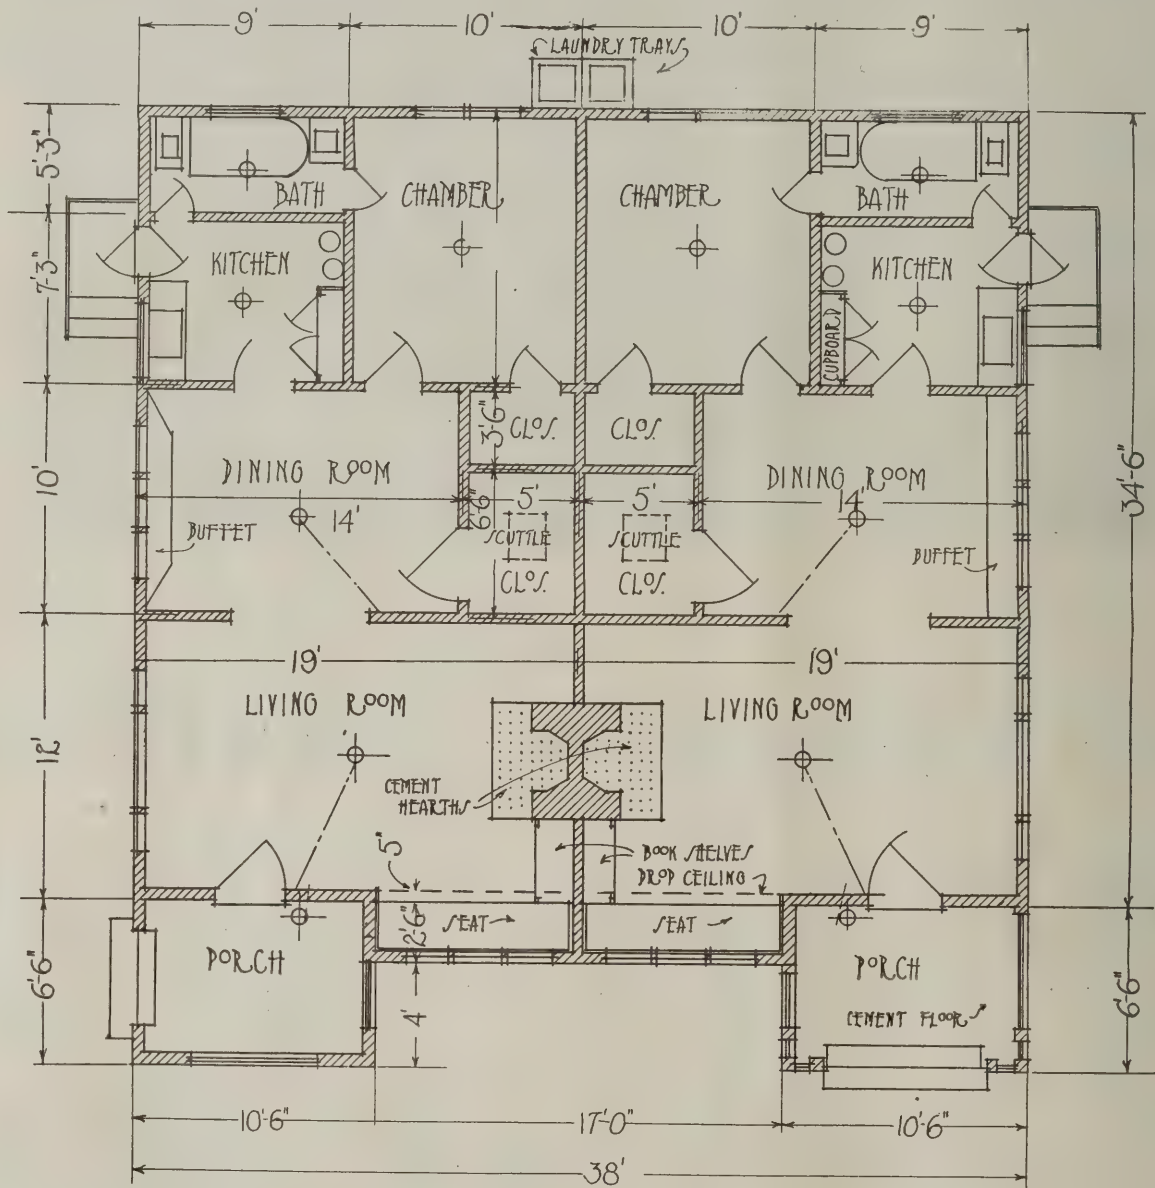 9' 10' 10' 9'
LAUNDRY TRAYS
5'-3"
BATH CHAMBER CHAMBER BATH
7'-3"
KITCHEN KITCHEN
CUPBOARD
34'-6"
3'-6" CLOS. CLOS.
10'
DINING ROOM DINING ROOM
6'-6" 5' 5'
14' 14'
BUFFET SCUTTLE SCUTTLE BUFFET
CLOS. CLOS.
19' 19'
LIVING ROOM LIVING ROOM
12'
CEMENT
HEARTHS
5" BOOK SHELVES
DROP CEILING
2'-6" SEAT SEAT
6'-6" PORCH PORCH 6'-6"
4' CEMENT FLOOR
10'-6" 17'-0" 10'-6"
38'